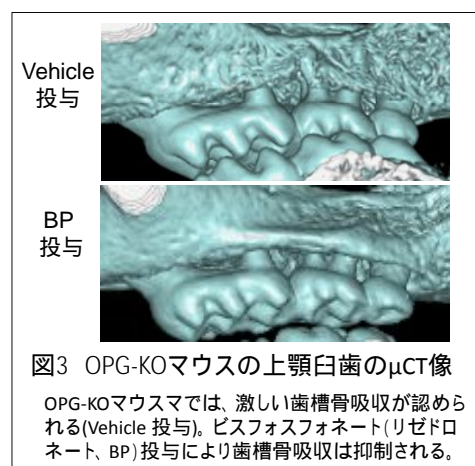 Vehicle
投与
BP
投与
図3 OPG-KOマウスの上顎臼歯のμCT像
OPG-KOマウスマでは、激しい歯槽骨吸収が認めら
れる(Vehicle 投与)。ビスフォスフォネート(リゼドロ
ネート、BP)投与により歯槽骨吸収は抑制される。